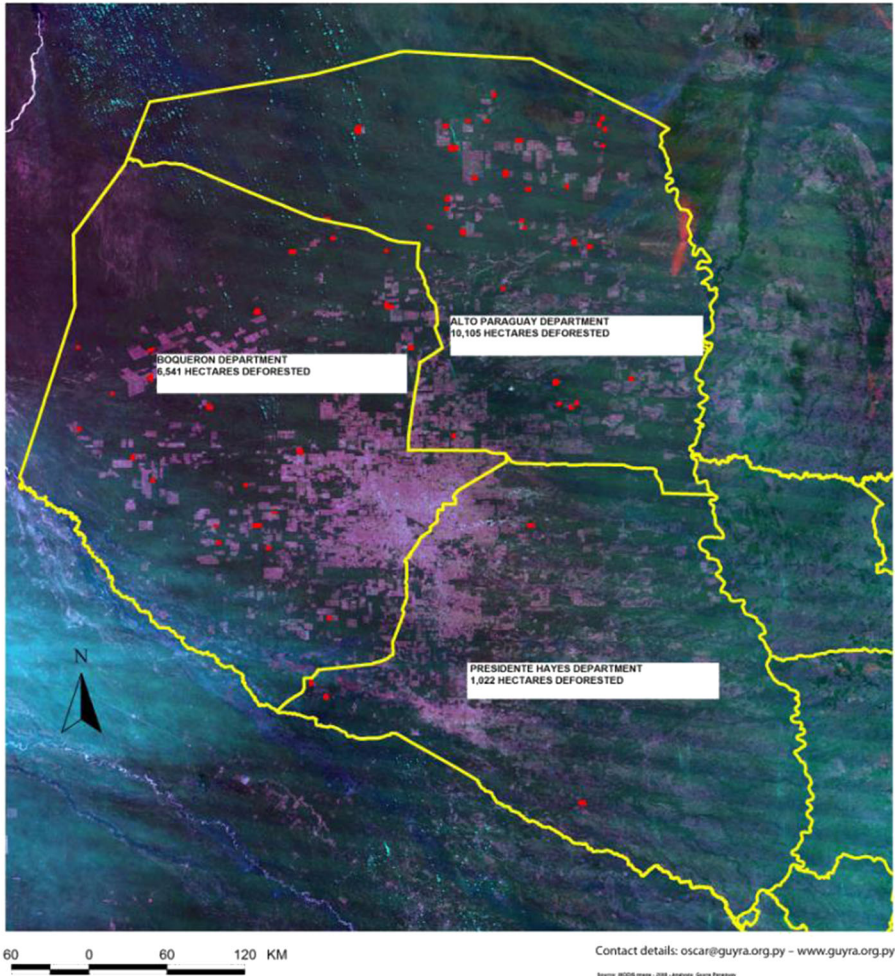 ALTO PARAGUAY DEPARTMENT
10,105 HECTARES DEFORESTED
BOQUERON DEPARTMENT
6,541 HECTARES DEFORESTED
N
PRESIDENTE HAYES DEPARTMENT
1,022 HECTARES DEFORESTED
60 0 60 120 KM
Contact details: oscar@guyra.org.py – www.guyra.org.py